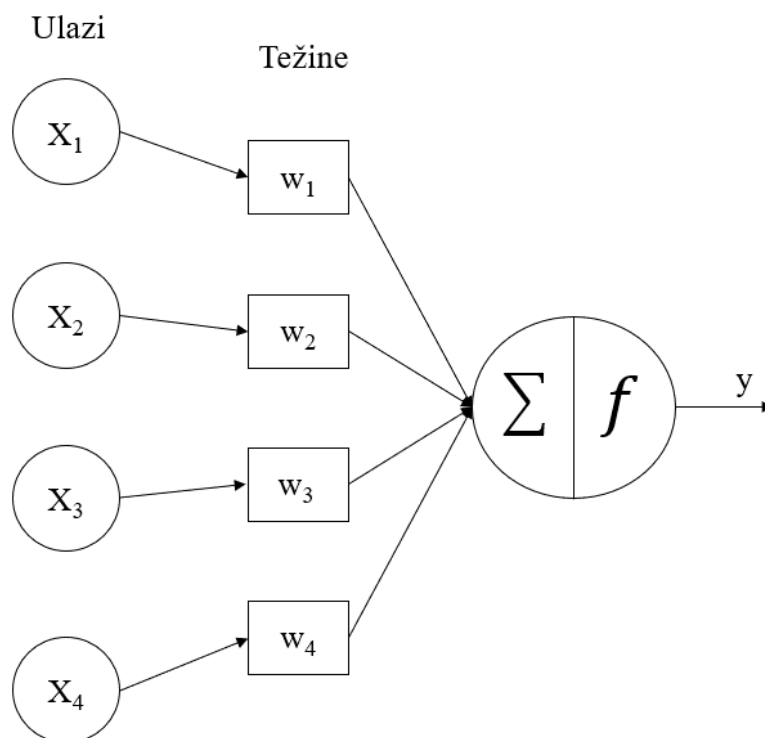 Ulazi
Težine
X₁
w₁
X₂
w₂
X₃
w₃
X₄
w₄
∑ f
y